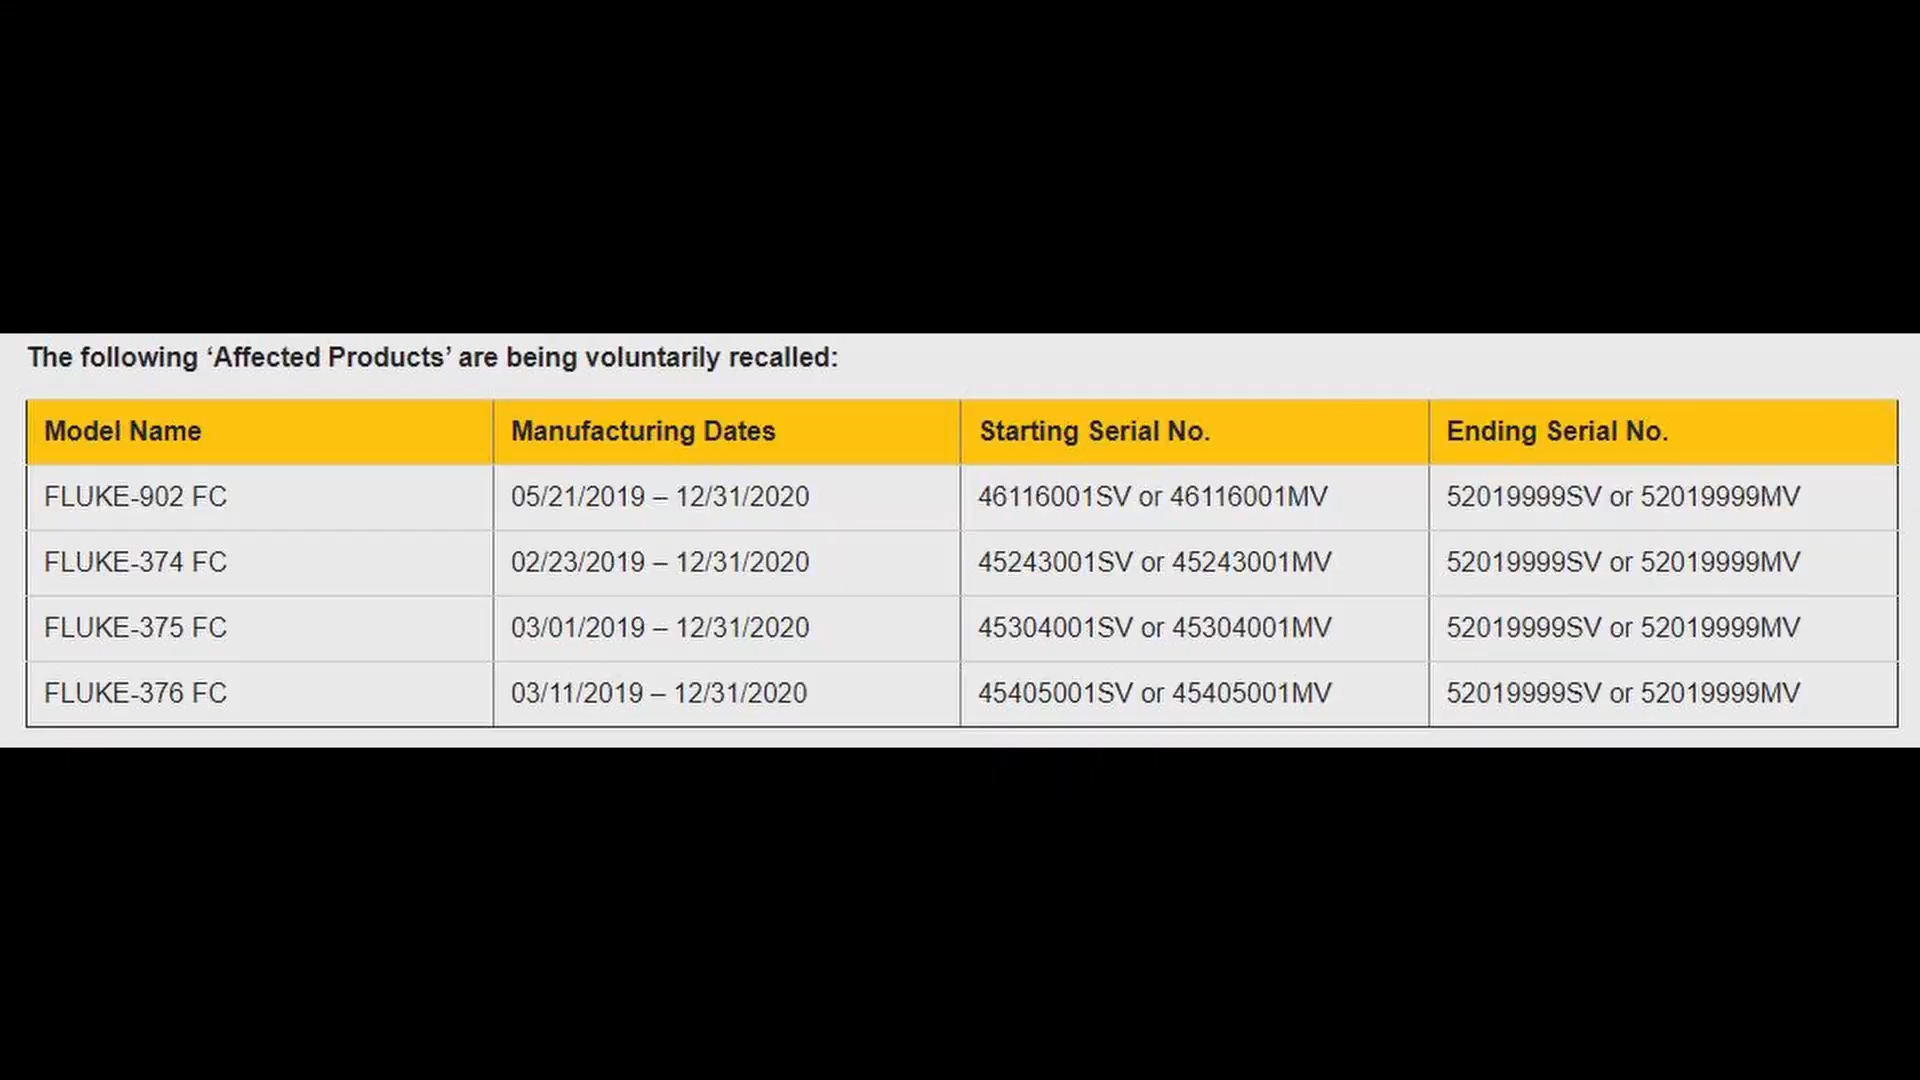 The following ‘Affected Products’ are being voluntarily recalled:
Model Name Manufacturing Dates Starting Serial No. Ending Serial No.
FLUKE-902 FC 05/21/2019 – 12/31/2020 46116001SV or 46116001MV 52019999SV or 52019999MV
FLUKE-374 FC 02/23/2019 – 12/31/2020 45243001SV or 45243001MV 52019999SV or 52019999MV
FLUKE-375 FC 03/01/2019 – 12/31/2020 45304001SV or 45304001MV 52019999SV or 52019999MV
FLUKE-376 FC 03/11/2019 – 12/31/2020 45405001SV or 45405001MV 52019999SV or 52019999MV